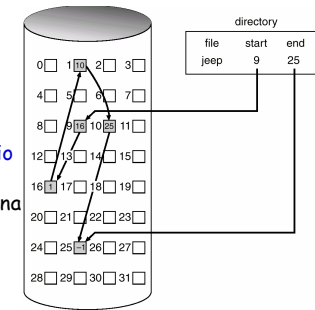 directory
file start end
jeep 9 25
0 1 10 2 3
4 5 6 7
8 9 16 10 25 11
io
12 13 14 15
16 1 17 18 19
na
20 21 22 23
24 25 -1 26 27
28 29 30 31